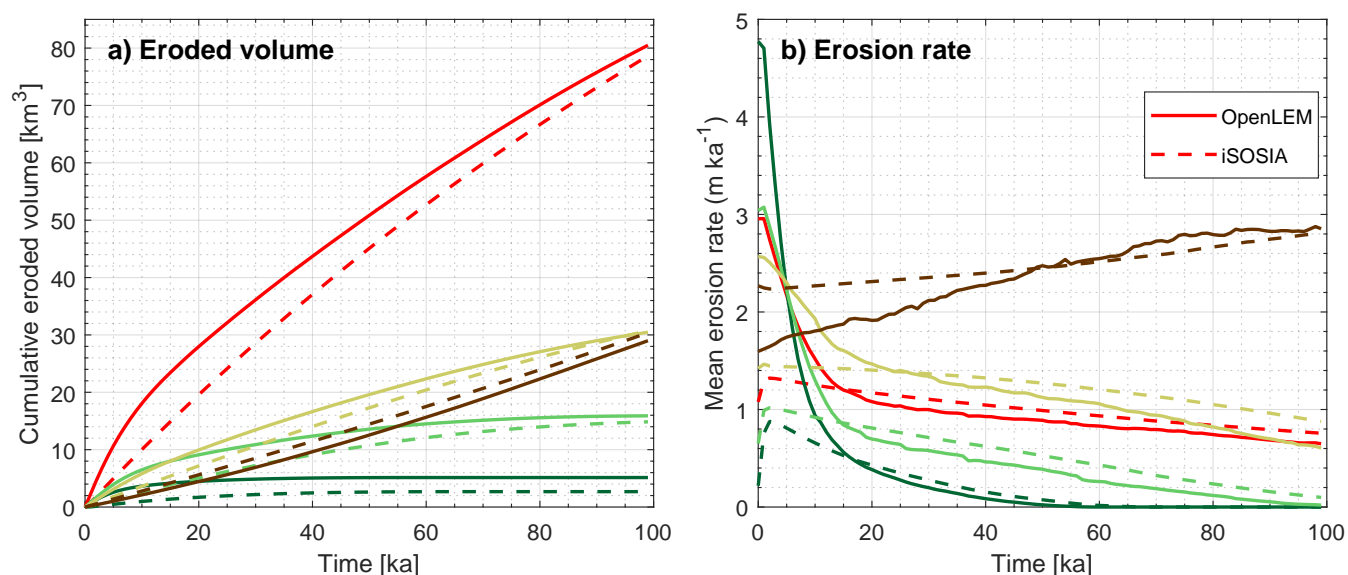 a) Eroded volume
Cumulative eroded volume [km³]
80
70
60
50
40
30
20
10
0
0 20 40 60 80 100
Time [ka]
b) Erosion rate
Mean erosion rate (m ka⁻¹)
5
4
3
2
1
0
0 20 40 60 80 100
Time [ka]
OpenLEM
iSOSIA